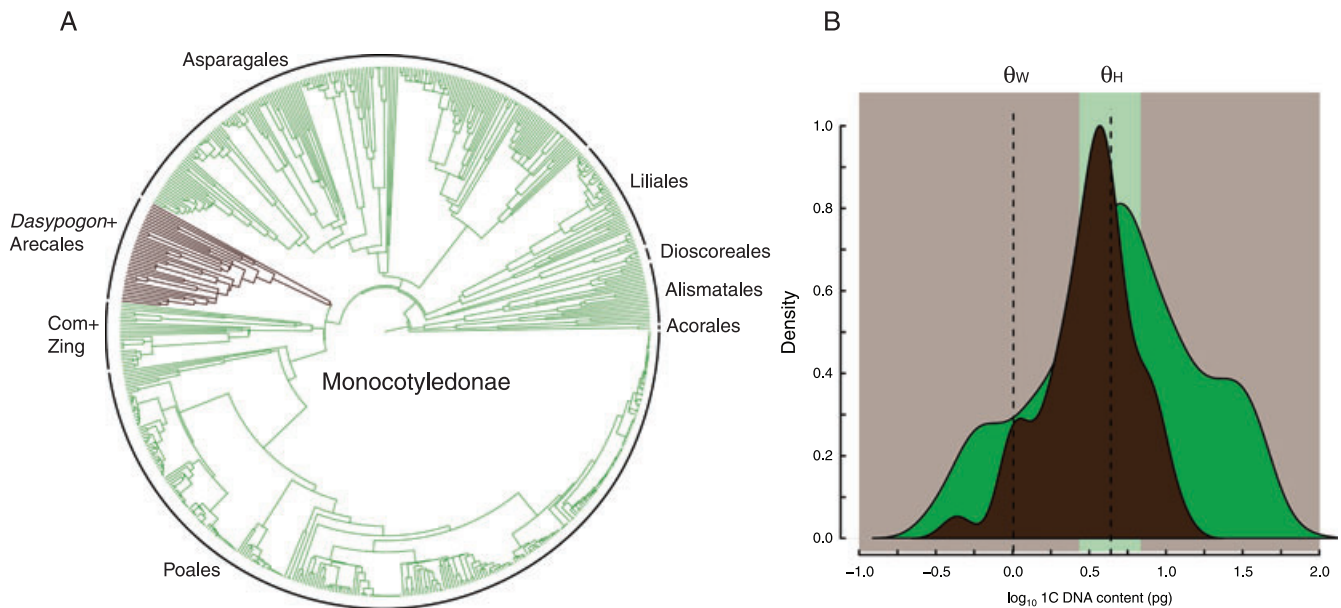 A
Asparagales
Liliales
Dasypogon+
Arecales
Dioscoreales
Alismatales
Acorales
Com+
Zing
Monocotyledonae
Poales
B
θW θH
Density
1.0
0.8
0.6
0.4
0.2
0.0
−1.0 −0.5 0.0 0.5 1.0 1.5 2.0
log10 1C DNA content (pg)